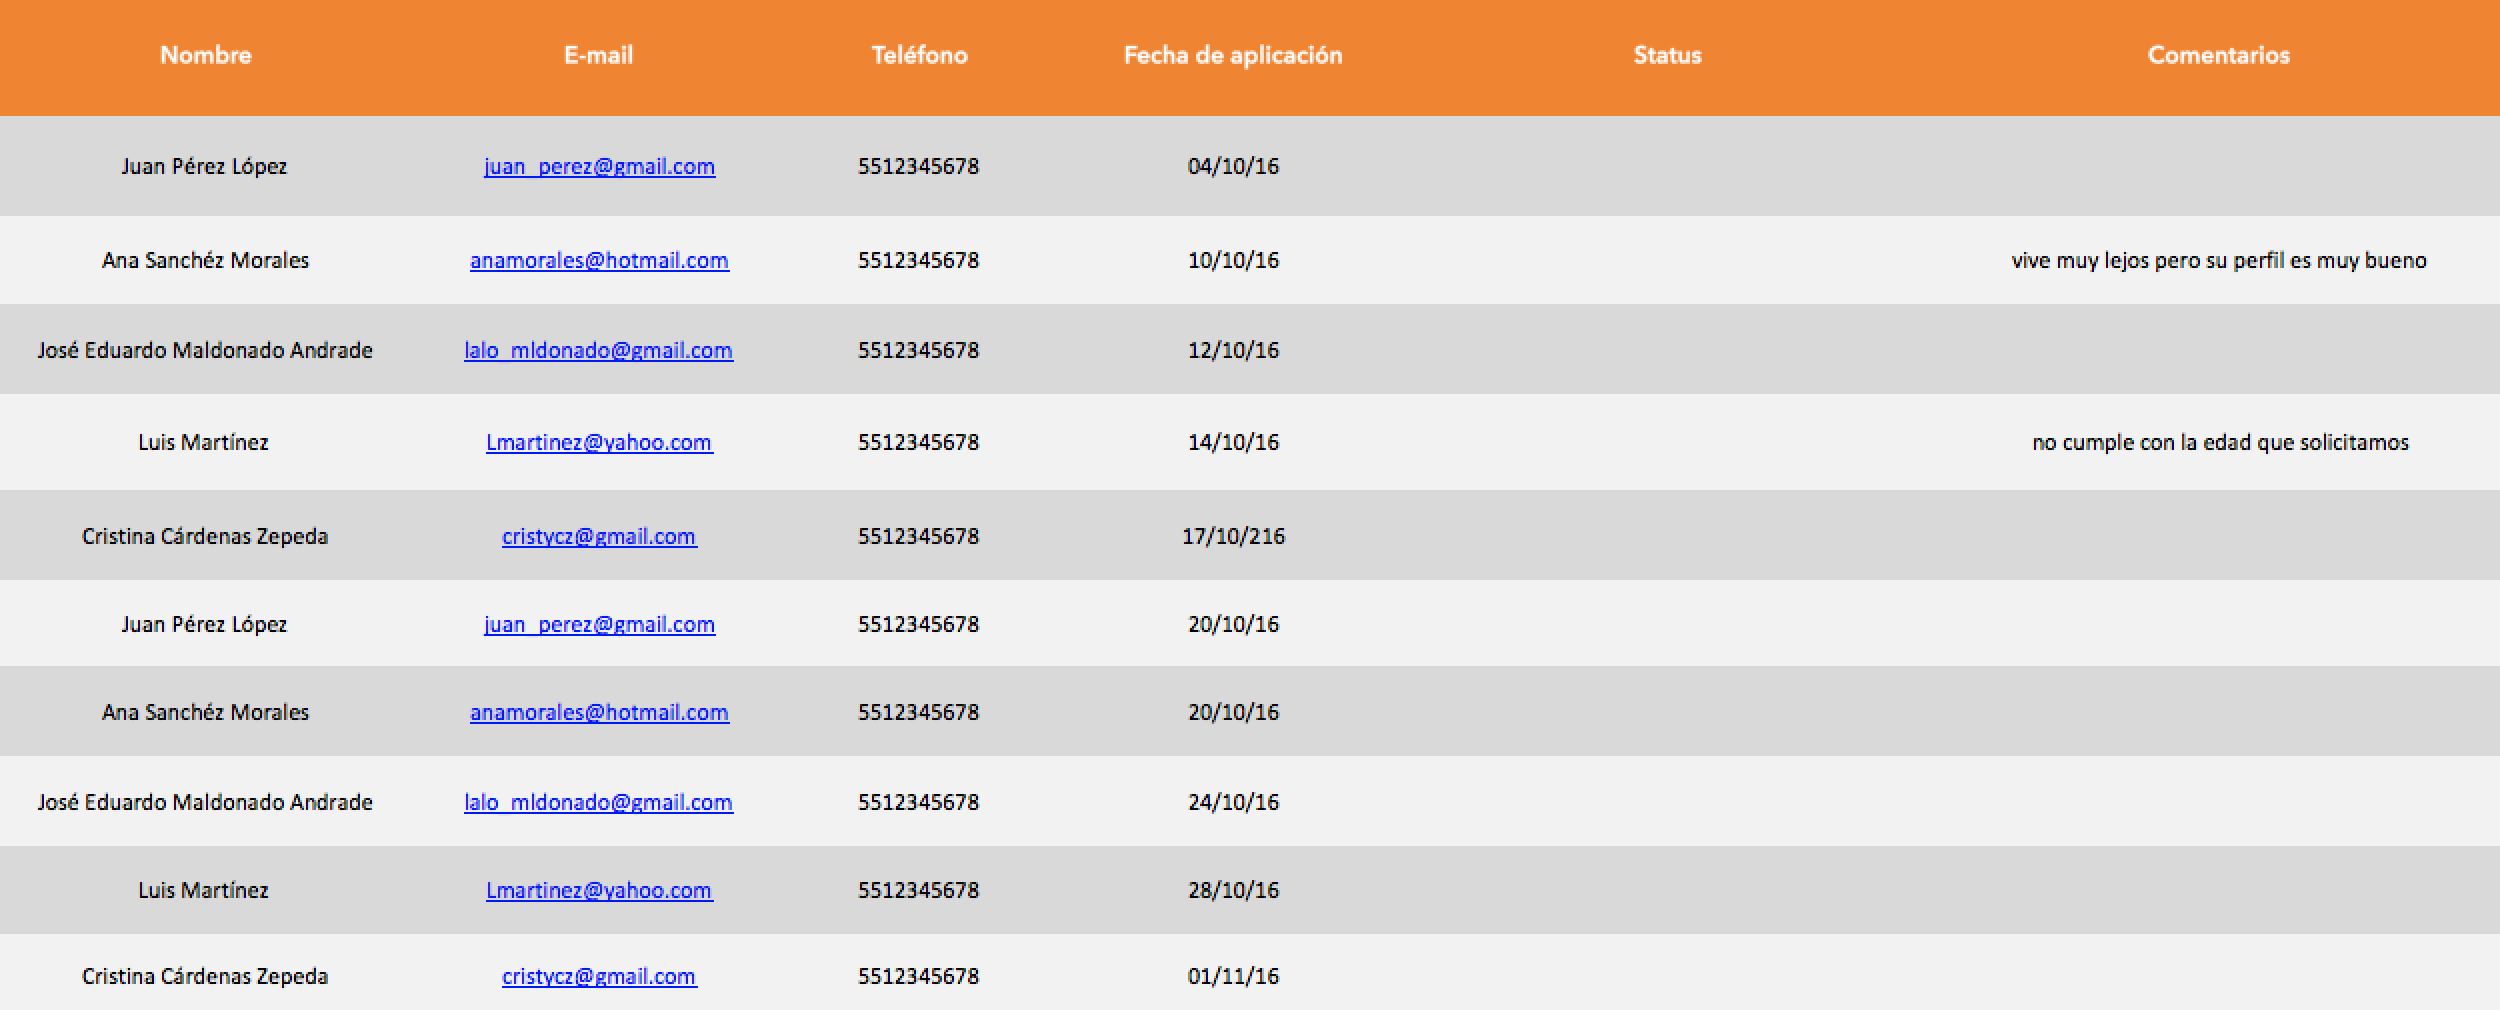 Nombre E-mail Teléfono Fecha de aplicación Status Comentarios
Juan Pérez López juan_perez@gmail.com 5512345678 04/10/16
Ana Sanchéz Morales anamorales@hotmail.com 5512345678 10/10/16 vive muy lejos pero su perfil es muy bueno
José Eduardo Maldonado Andrade lalo_mldonado@gmail.com 5512345678 12/10/16
Luis Martínez Lmartinez@yahoo.com 5512345678 14/10/16 no cumple con la edad que solicitamos
Cristina Cárdenas Zepeda cristycz@gmail.com 5512345678 17/10/216
Juan Pérez López juan_perez@gmail.com 5512345678 20/10/16
Ana Sanchéz Morales anamorales@hotmail.com 5512345678 20/10/16
José Eduardo Maldonado Andrade lalo_mldonado@gmail.com 5512345678 24/10/16
Luis Martínez Lmartinez@yahoo.com 5512345678 28/10/16
Cristina Cárdenas Zepeda cristycz@gmail.com 5512345678 01/11/16